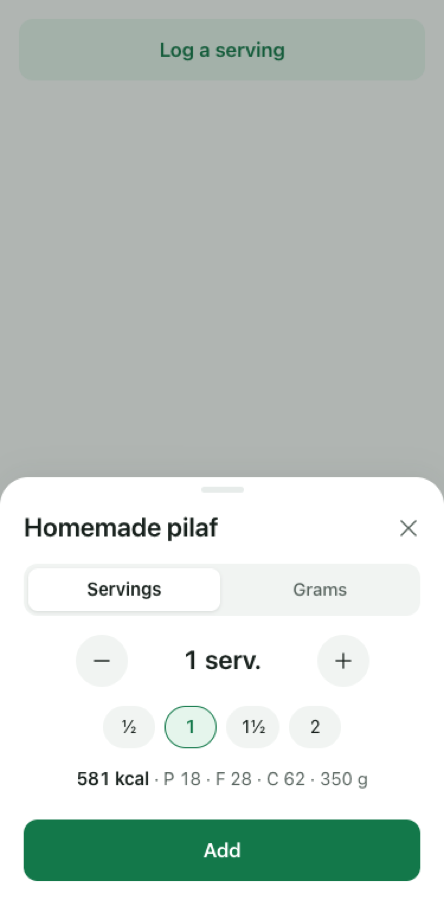 Log a serving
Homemade pilaf
Servings Grams
− 1 serv. +
½ 1 1½ 2
581 kcal · P 18 · F 28 · C 62 · 350 g
Add